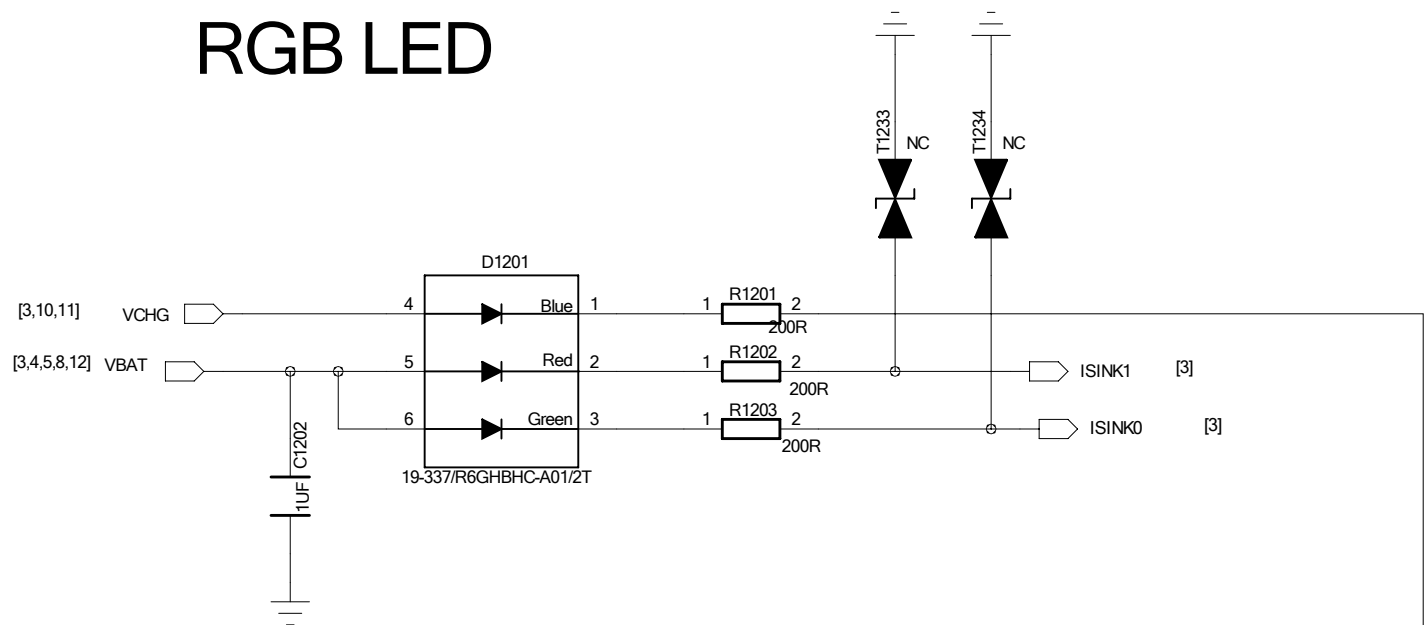 RGB LED
T1233
NC
T1234
NC
D1201
[3,10,11] VCHG
4 Blue 1
1 R1201 2
200R
[3,4,5,8,12] VBAT
5 Red 2
1 R1202 2
200R
ISINK1 [3]
6 Green 3
1 R1203 2
200R
ISINK0 [3]
C1202
1UF
19-337/R6GHBHC-A01/2T